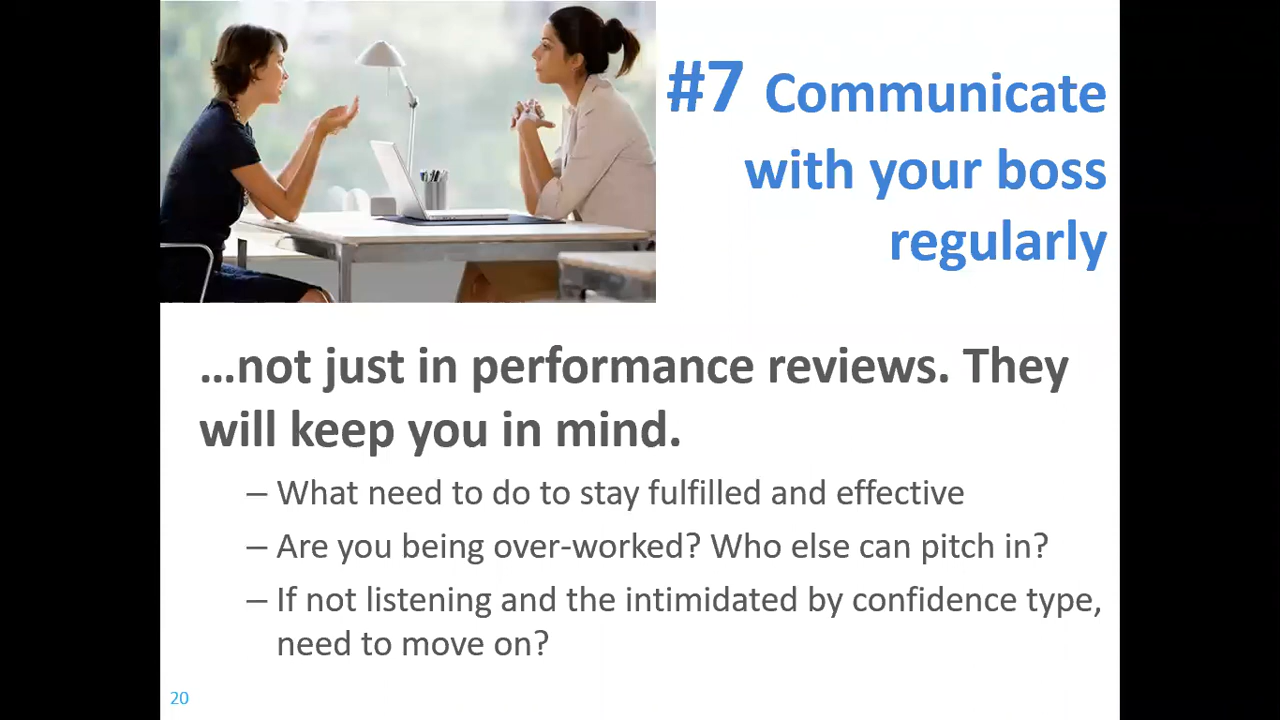 #7 Communicate
with your boss
regularly
...not just in performance reviews. They
will keep you in mind.
– What need to do to stay fulfilled and effective
– Are you being over-worked? Who else can pitch in?
– If not listening and the intimidated by confidence type,
need to move on?
20